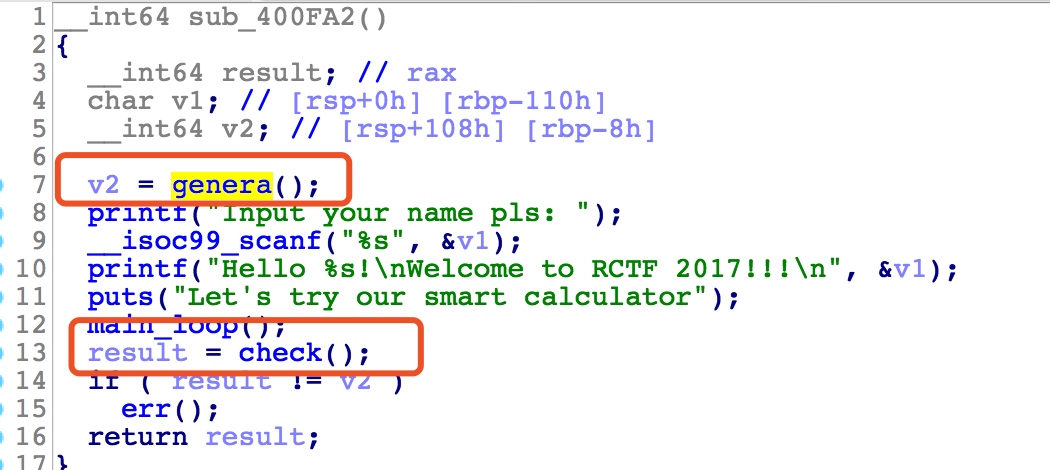 1 __int64 sub_400FA2()
2 {
3 __int64 result; // rax
4 char v1; // [rsp+0h] [rbp-110h]
5 __int64 v2; // [rsp+108h] [rbp-8h]
6
7 v2 = genera();
8 printf("Input your name pls: ");
9 __isoc99_scanf("%s", &v1);
10 printf("Hello %s!\nWelcome to RCTF 2017!!!\n", &v1);
11 puts("Let's try our smart calculator");
12 main_loop();
13 result = check();
14 if ( result != v2 )
15 err();
16 return result;
17 }